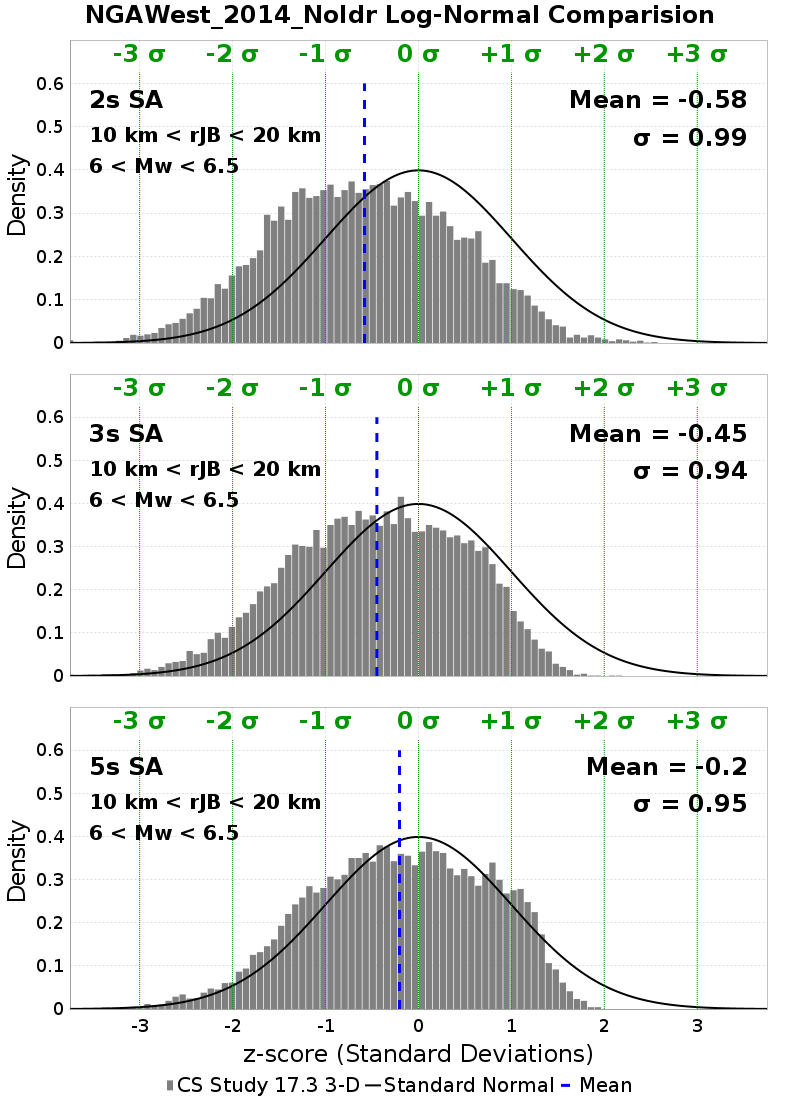 NGAWest_2014_NoIdr Log-Normal Comparision
-3 σ -2 σ -1 σ 0 σ +1 σ +2 σ +3 σ
0.6
2s SA
Mean = -0.58
0.5
10 km < rJB < 20 km
σ = 0.99
6 < Mw < 6.5
0.4
Density
0.3
0.2
0.1
0
-3 σ -2 σ -1 σ 0 σ +1 σ +2 σ +3 σ
0.6
3s SA
Mean = -0.45
0.5
10 km < rJB < 20 km
σ = 0.94
6 < Mw < 6.5
0.4
Density
0.3
0.2
0.1
0
-3 σ -2 σ -1 σ 0 σ +1 σ +2 σ +3 σ
0.6
5s SA
Mean = -0.2
0.5
10 km < rJB < 20 km
σ = 0.95
6 < Mw < 6.5
0.4
Density
0.3
0.2
0.1
0
-3 -2 -1 0 1 2 3
z-score (Standard Deviations)
CS Study 17.3 3-D Standard Normal Mean